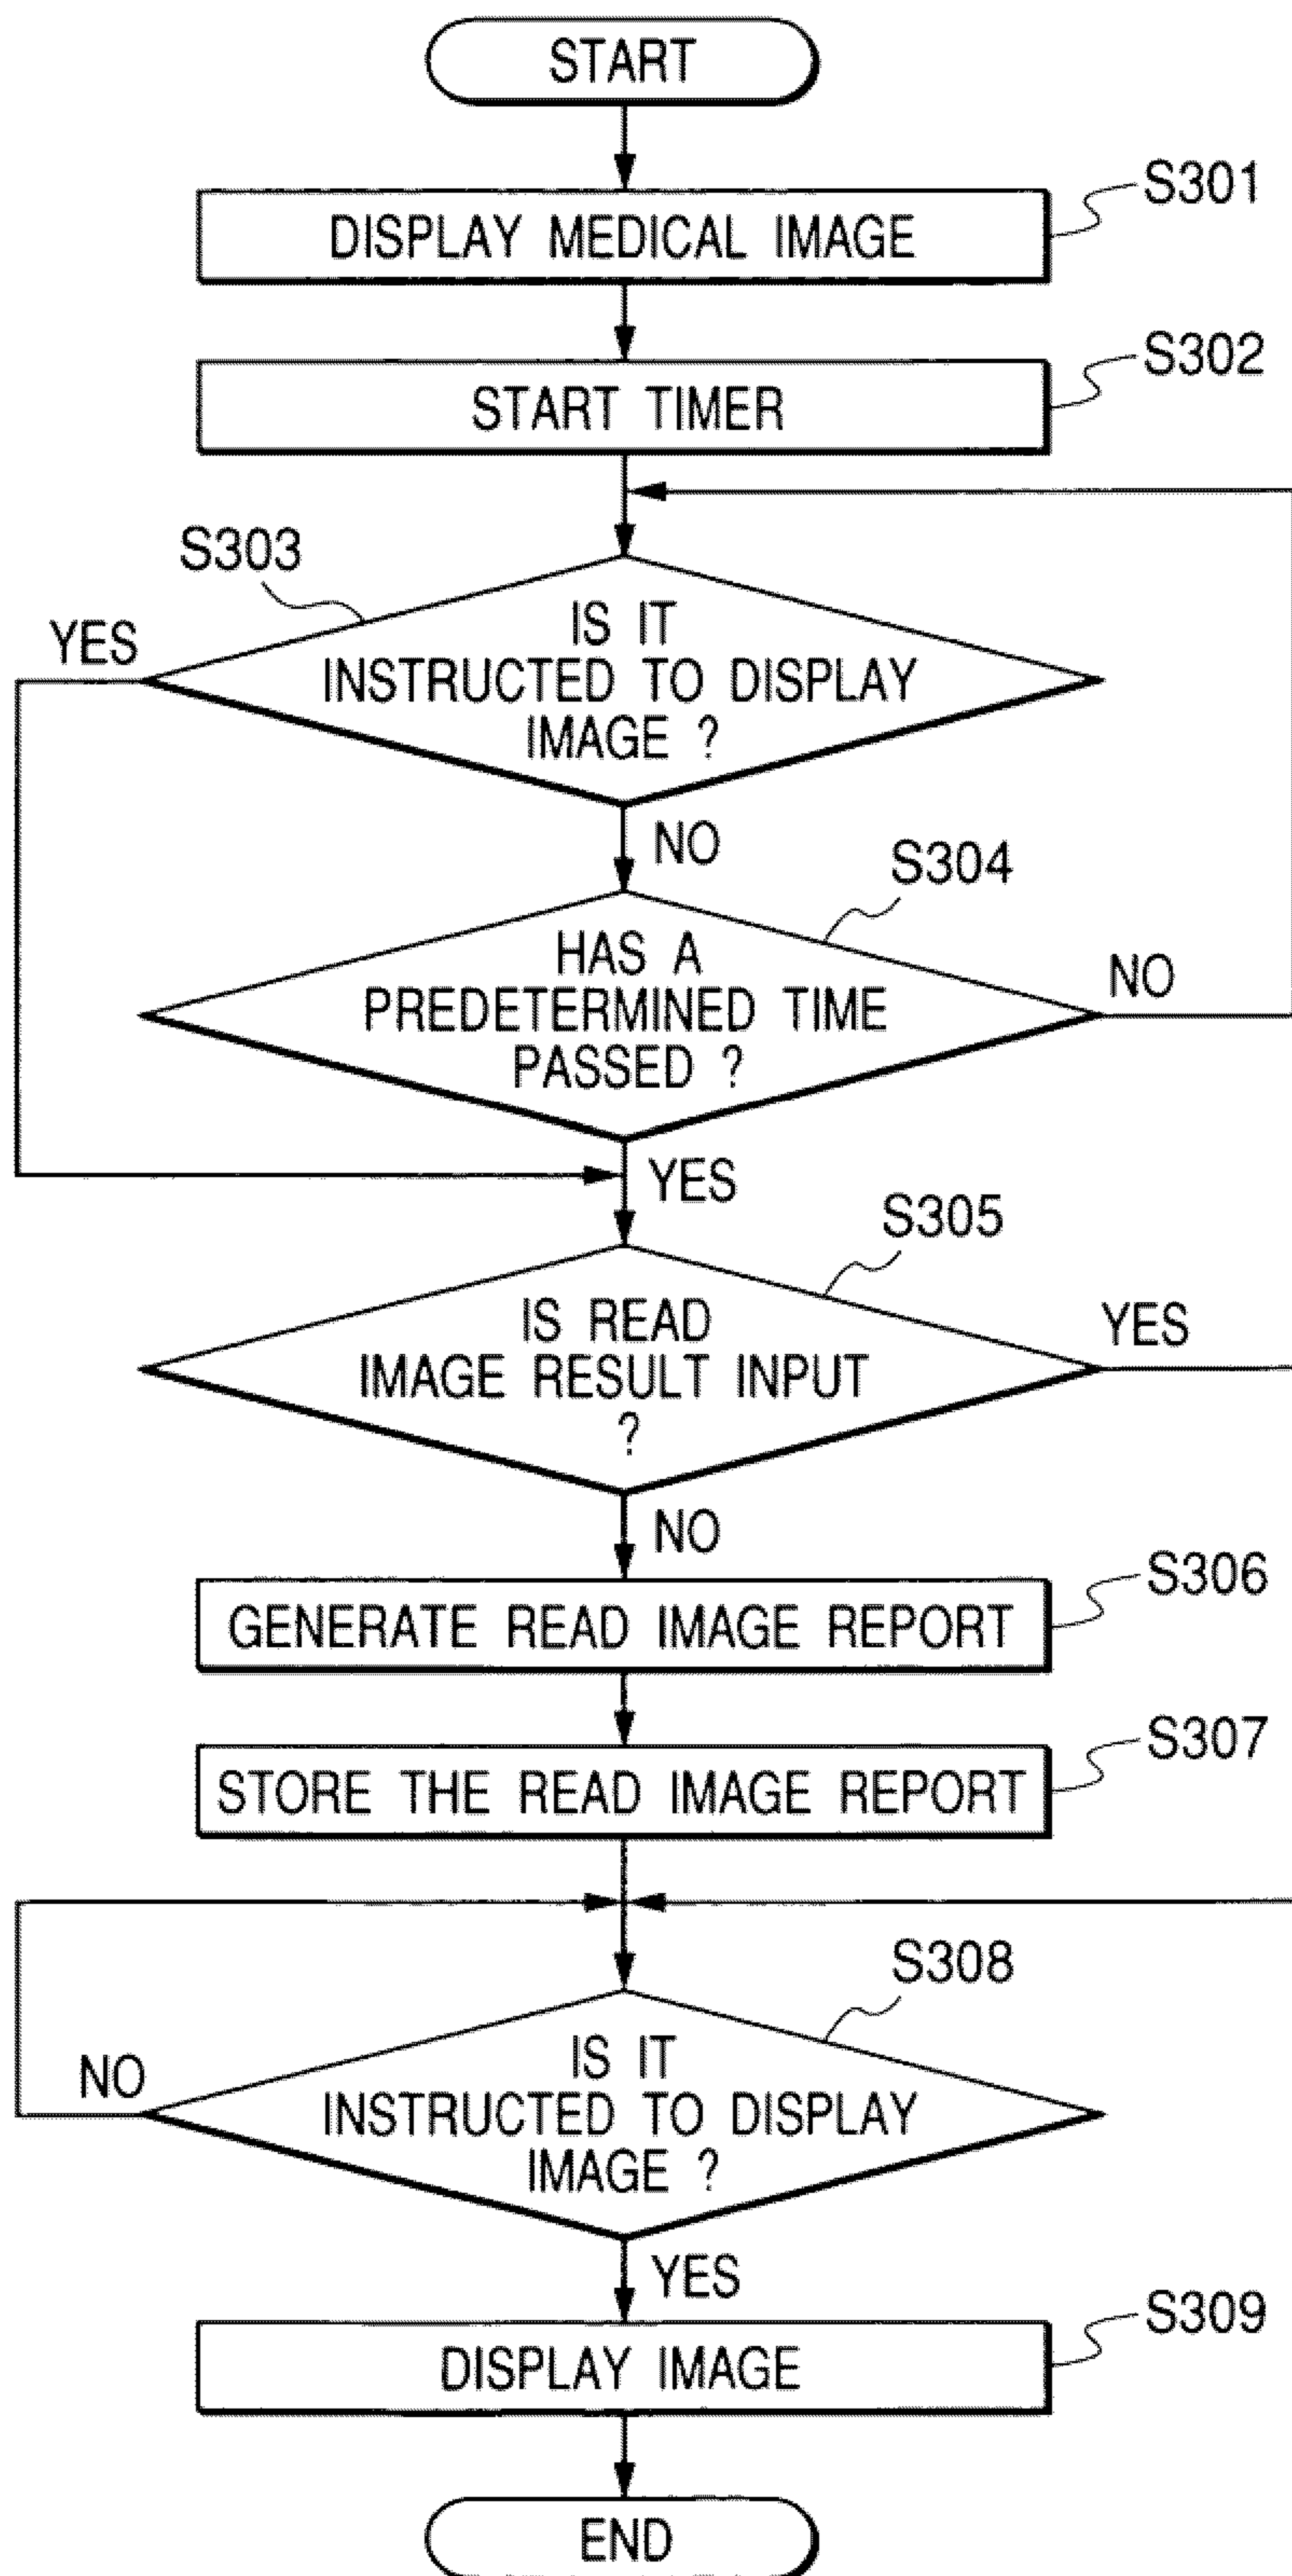 START
S301
DISPLAY MEDICAL IMAGE
S302
START TIMER
S303
YES
IS IT
INSTRUCTED TO DISPLAY
IMAGE ?
NO
S304
HAS A
PREDETERMINED TIME
PASSED ?
NO
YES
S305
IS READ
IMAGE RESULT INPUT
?
YES
NO
S306
GENERATE READ IMAGE REPORT
S307
STORE THE READ IMAGE REPORT
S308
IS IT
INSTRUCTED TO DISPLAY
IMAGE ?
NO
YES
S309
DISPLAY IMAGE
END